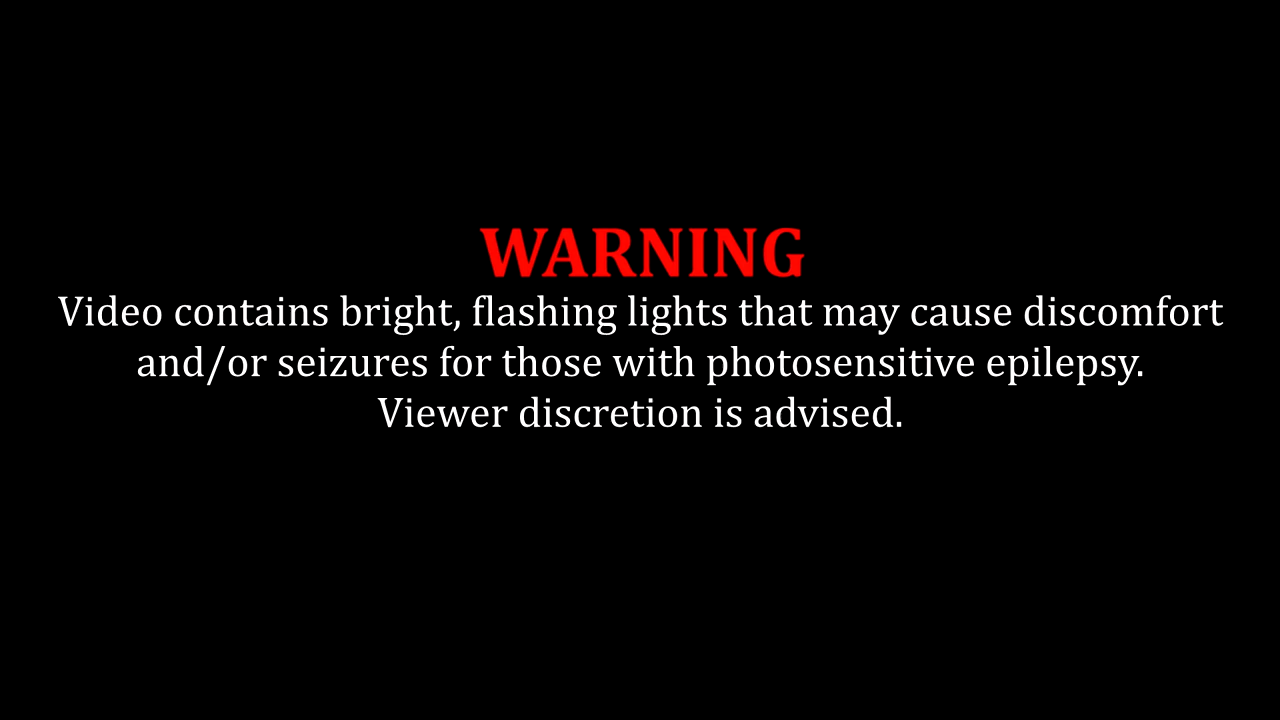 WARNING
Video contains bright, flashing lights that may cause discomfort
and/or seizures for those with photosensitive epilepsy.
Viewer discretion is advised.